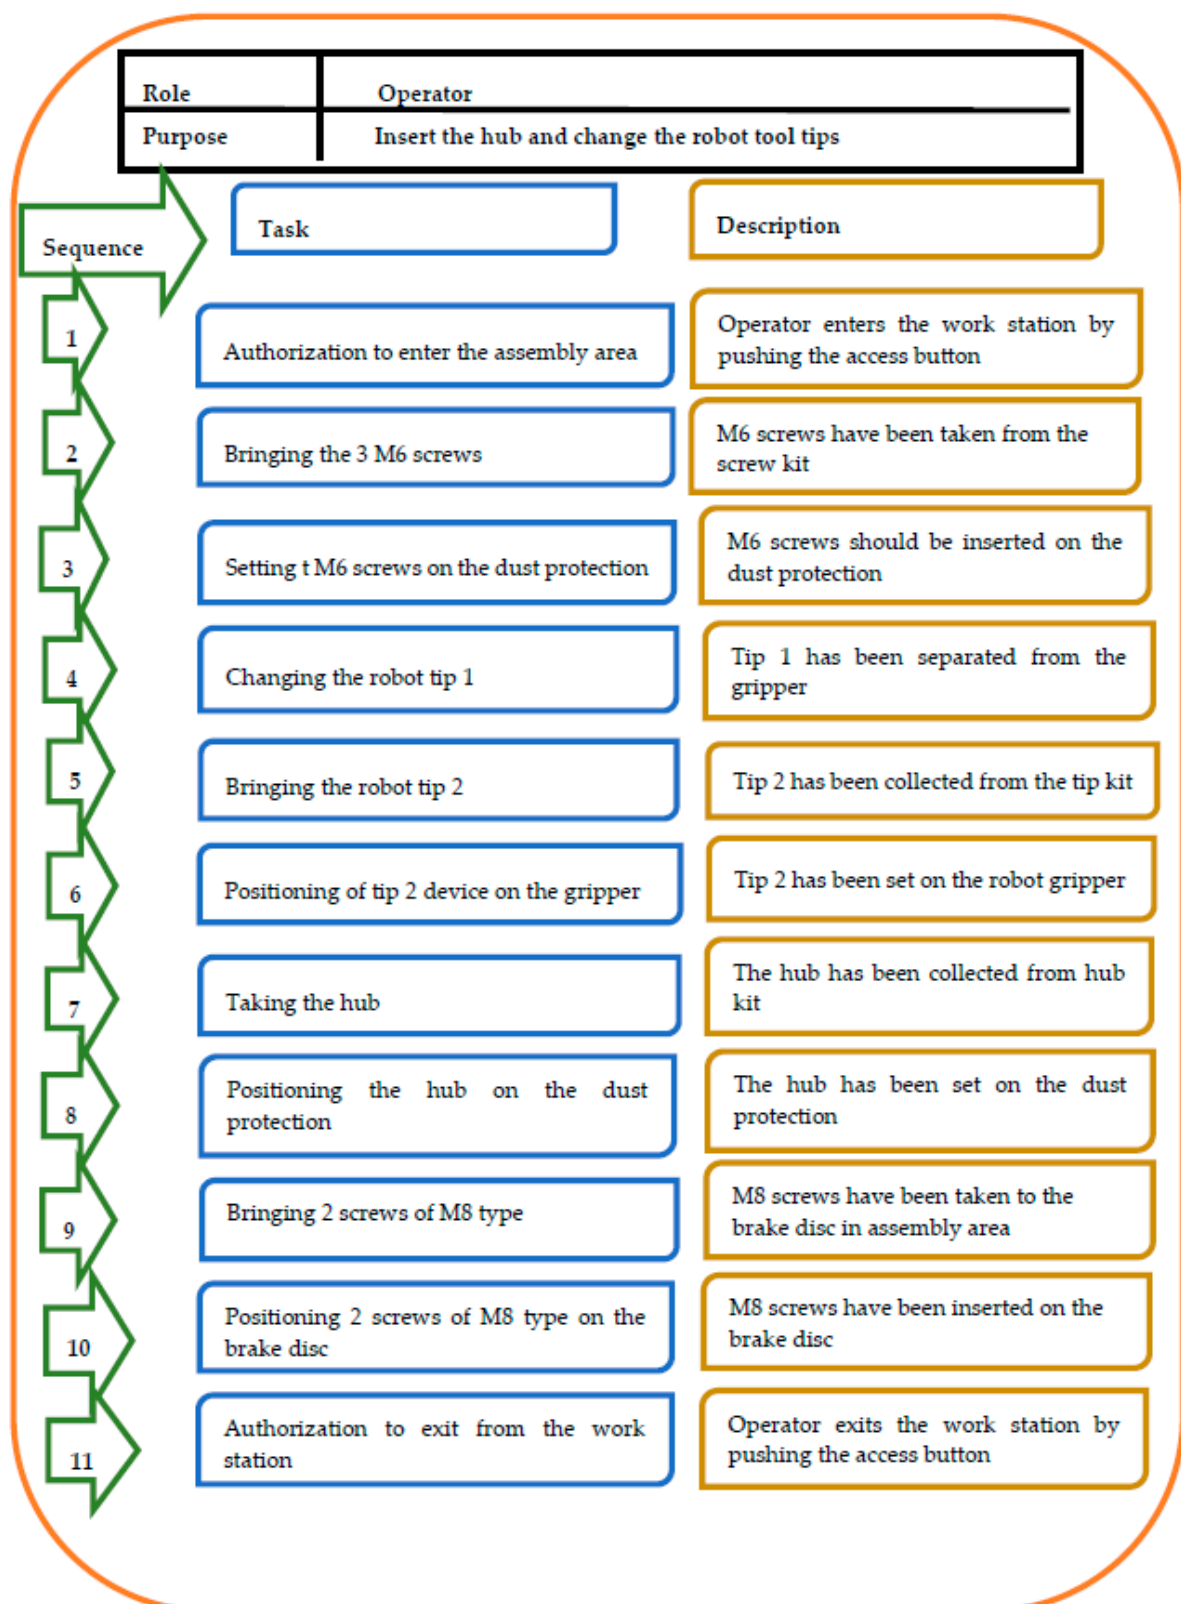 Role Operator
Purpose Insert the hub and change the robot tool tips
Sequence Task Description
1 Authorization to enter the assembly area
Operator enters the work station by
pushing the access button
2 Bringing the 3 M6 screws
M6 screws have been taken from the
screw kit
3 Setting t M6 screws on the dust protection
M6 screws should be inserted on the
dust protection
4 Changing the robot tip 1
Tip 1 has been separated from the
gripper
5 Bringing the robot tip 2
Tip 2 has been collected from the tip kit
6 Positioning of tip 2 device on the gripper
Tip 2 has been set on the robot gripper
7 Taking the hub
The hub has been collected from hub
kit
8 Positioning the hub on the dust
protection
The hub has been set on the dust
protection
9 Bringing 2 screws of M8 type
M8 screws have been taken to the
brake disc in assembly area
10 Positioning 2 screws of M8 type on the
brake disc
M8 screws have been inserted on the
brake disc
11 Authorization to exit from the work
station
Operator exits the work station by
pushing the access button